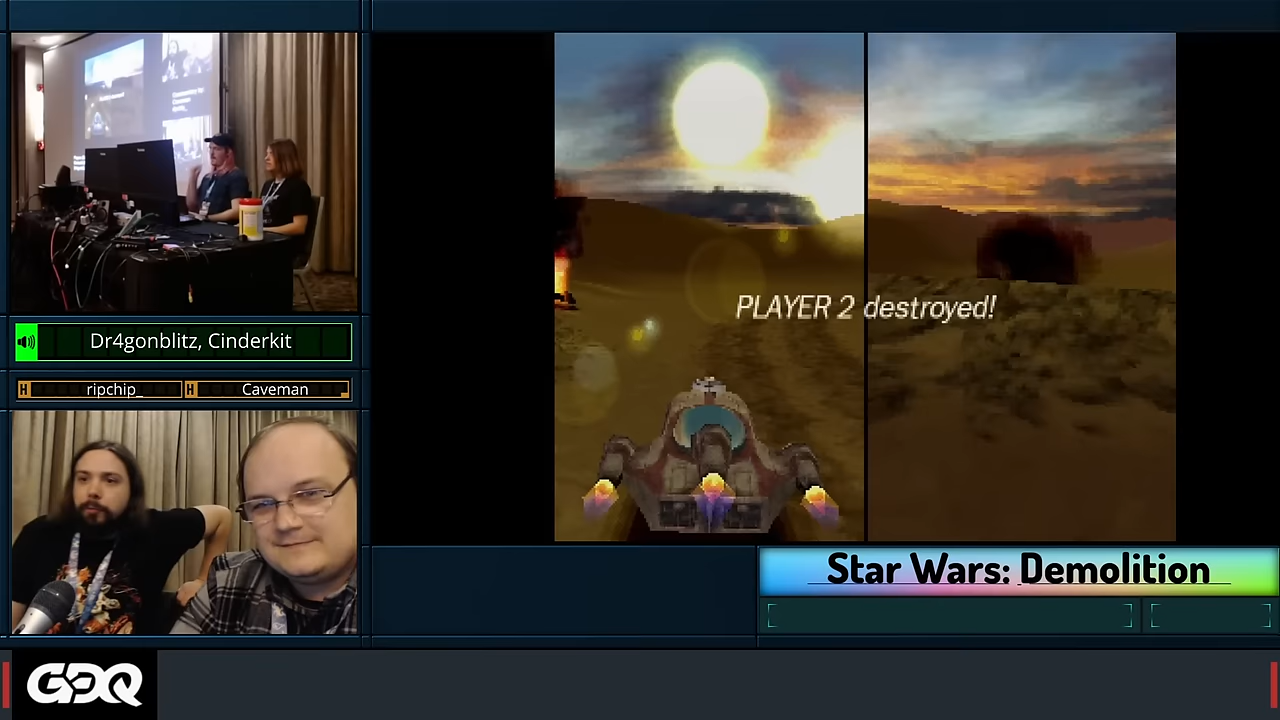 Dr4gonblitz, Cinderkit
H ripchip_ H Caveman
PLAYER 2 destroyed!
Star Wars: Demolition
GDQ